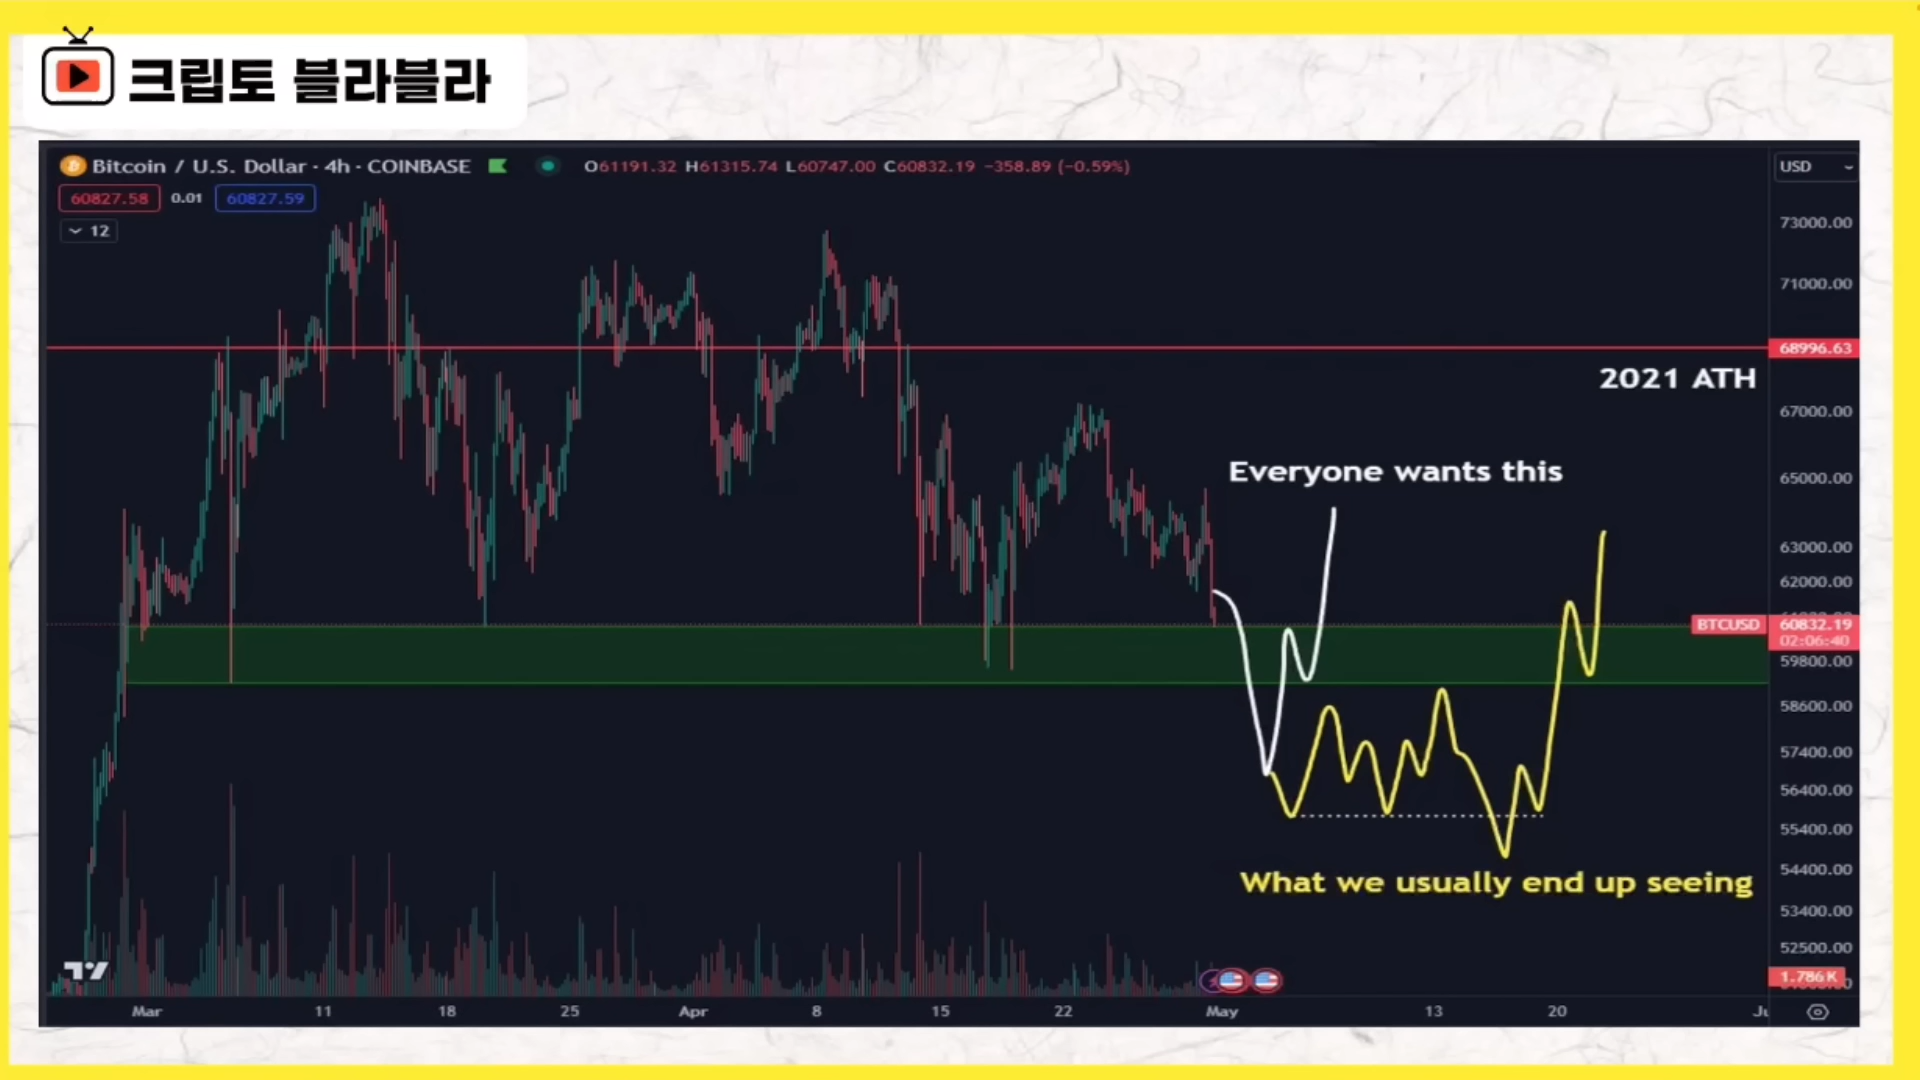 크립토 블라블라
Bitcoin / U.S. Dollar · 4h · COINBASE
O61191.32 H61315.74 L60747.00 C60832.19 −358.89 (−0.59%)
USD
60827.58 0.01 60827.59
12
73000.00
71000.00
68996.63
2021 ATH
67000.00
Everyone wants this
65000.00
63000.00
62000.00
BTCUSD 60832.19
02:06:40
59800.00
58600.00
57400.00
56400.00
55400.00
54400.00
What we usually end up seeing
53400.00
52500.00
1.786K
Mar 11 18 25 Apr 8 15 22 May 13 20